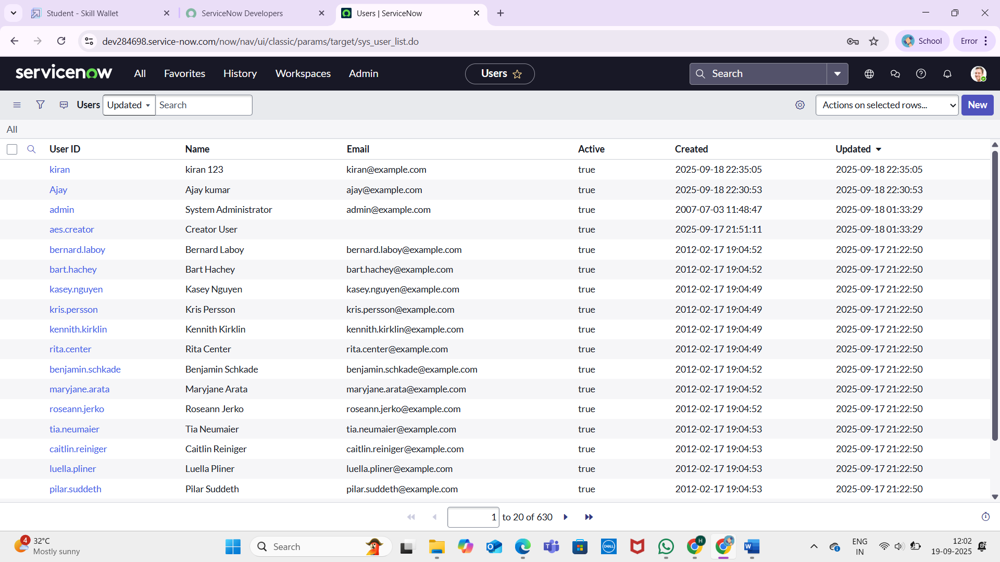 Student - Skill Wallet
ServiceNow Developers
Users | ServiceNow
dev284698.service-now.com/now/nav/ui/classic/params/target/sys_user_list.do
School
Error
servicenow
All
Favorites
History
Workspaces
Admin
Users
Search
Users
Updated
Search
Actions on selected rows...
New
All
User ID Name Email Active Created Updated
kiran kiran 123 kiran@example.com true 2025-09-18 22:35:05 2025-09-18 22:35:05
Ajay Ajay kumar ajay@example.com true 2025-09-18 22:30:53 2025-09-18 22:30:53
admin System Administrator admin@example.com true 2007-07-03 11:48:47 2025-09-18 01:33:29
aes.creator Creator User true 2025-09-17 21:51:11 2025-09-18 01:33:29
bernard.laboy Bernard Laboy bernard.laboy@example.com true 2012-02-17 19:04:52 2025-09-17 21:22:50
bart.hachey Bart Hachey bart.hachey@example.com true 2012-02-17 19:04:52 2025-09-17 21:22:50
kasey.nguyen Kasey Nguyen kasey.nguyen@example.com true 2012-02-17 19:04:49 2025-09-17 21:22:50
kris.persson Kris Persson kris.persson@example.com true 2012-02-17 19:04:49 2025-09-17 21:22:50
kennith.kirklin Kennith Kirklin kennith.kirklin@example.com true 2012-02-17 19:04:49 2025-09-17 21:22:50
rita.center Rita Center rita.center@example.com true 2012-02-17 19:04:49 2025-09-17 21:22:50
benjamin.schkade Benjamin Schkade benjamin.schkade@example.com true 2012-02-17 19:04:52 2025-09-17 21:22:50
maryjane.arata Maryjane Arata maryjane.arata@example.com true 2012-02-17 19:04:52 2025-09-17 21:22:50
roseann.jerko Roseann Jerko roseann.jerko@example.com true 2012-02-17 19:04:52 2025-09-17 21:22:50
tia.neumaier Tia Neumaier tia.neumaier@example.com true 2012-02-17 19:04:53 2025-09-17 21:22:50
caitlin.reiniger Caitlin Reiniger caitlin.reiniger@example.com true 2012-02-17 19:04:53 2025-09-17 21:22:50
luella.pliner Luella Pliner luella.pliner@example.com true 2012-02-17 19:04:53 2025-09-17 21:22:50
pilar.suddeth Pilar Suddeth pilar.suddeth@example.com true 2012-02-17 19:04:53 2025-09-17 21:22:50
1 to 20 of 630
4
32°C
Mostly sunny
Search
DELL
H
ENG
IN
12:02
19-09-2025